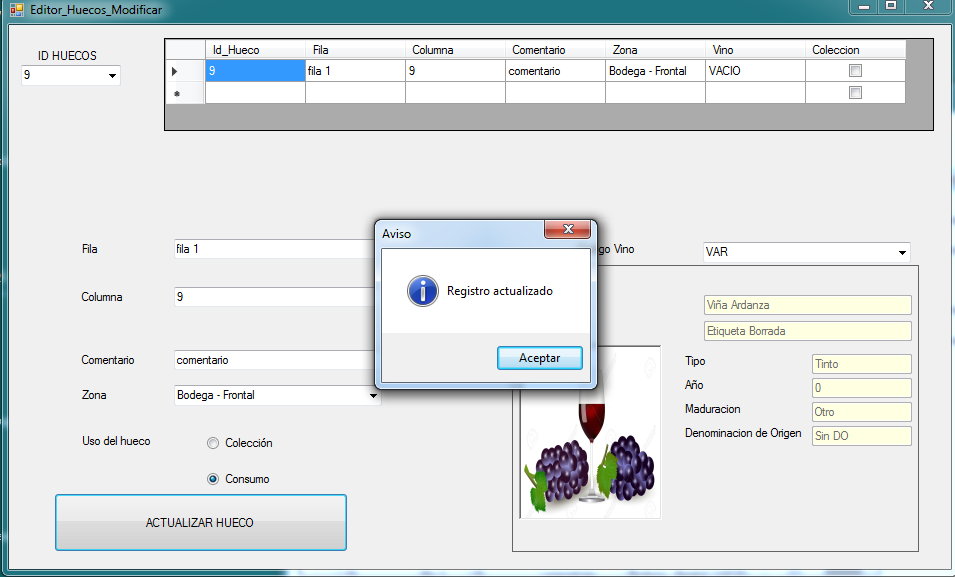 Editor_Huecos_Modificar
ID HUECOS
9
Id_Hueco Fila Columna Comentario Zona Vino Coleccion
9 fila 1 9 comentario Bodega - Frontal VACIO
Aviso
Registro actualizado
Aceptar
Fila fila 1
go Vino VAR
Columna 9
Viña Ardanza
Etiqueta Borrada
Comentario comentario
Tipo Tinto
Zona Bodega - Frontal
Año 0
Maduracion Otro
Denominacion de Origen Sin DO
Uso del hueco Colección
Consumo
ACTUALIZAR HUECO